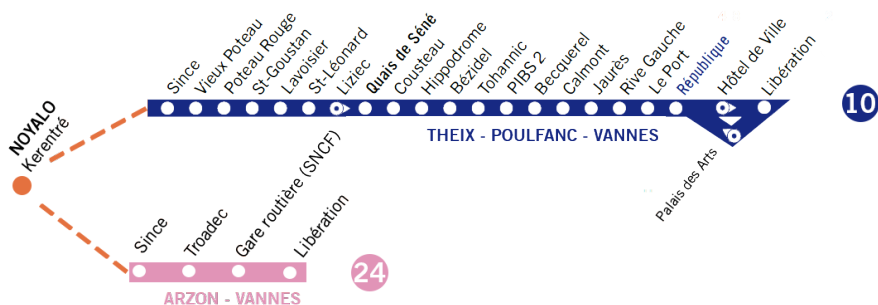 NOYALO
Kerentré
Since
Vieux Poteau
Poteau Rouge
St-Goustan
Lavoisier
St-Léonard
Liziec
Quais de Séné
Cousteau
Hippodrome
Bézidel
Tohannic
PIBS 2
Becquerel
Calmont
Jaurès
Rive Gauche
Le Port
République
Hôtel de Ville
Libération
10
THEIX - POULFANC - VANNES
Palais des Arts
Since
Troadec
Gare routière (SNCF)
Libération
24
ARZON - VANNES